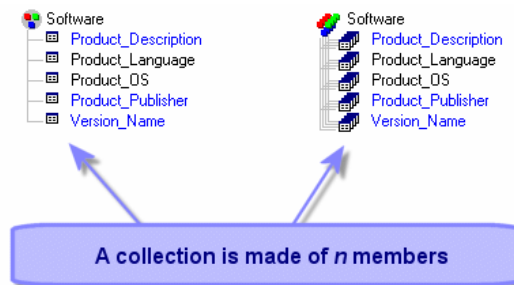 Software
Product_Description
Product_Language
Product_OS
Product_Publisher
Version_Name
Software
Product_Description
Product_Language
Product_OS
Product_Publisher
Version_Name
A collection is made of n members